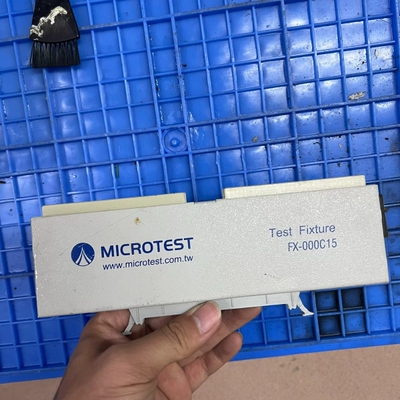 MICROTEST
www.microtest.com.tw
Test Fixture
FX-000C15